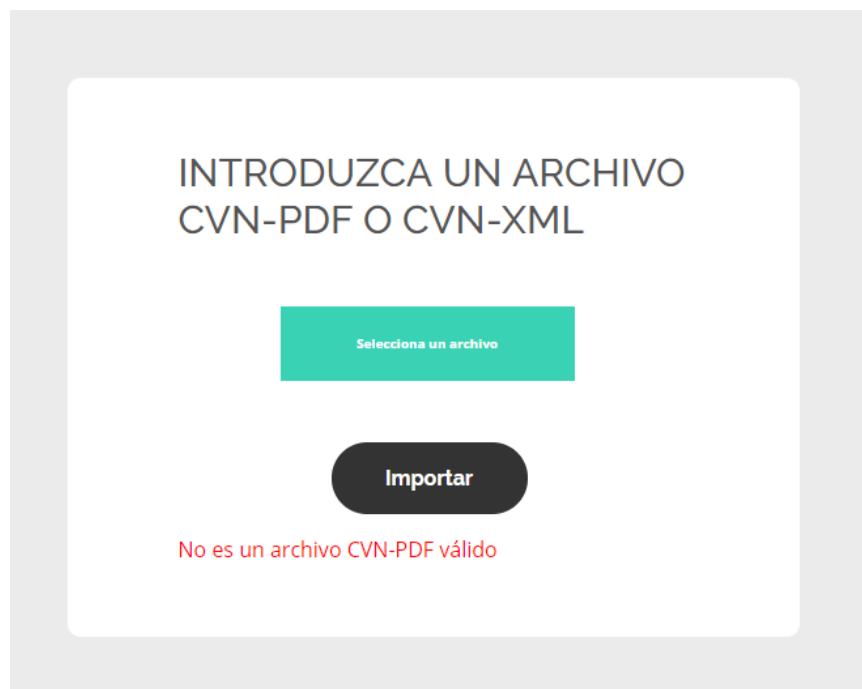 INTRODUZCA UN ARCHIVO
CVN-PDF O CVN-XML
Selecciona un archivo
Importar
No es un archivo CVN-PDF válido